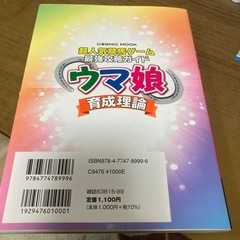 COSMIC MOOK
超人気競馬ゲーム
最強攻略ガイド
ウマ娘
育成理論
ISBN978-4-7747-8999-6
C9476 ¥1000E
9784774789996
雑誌63815-99
定価1,100円
（本体1,000円+税10%）
1929476010001